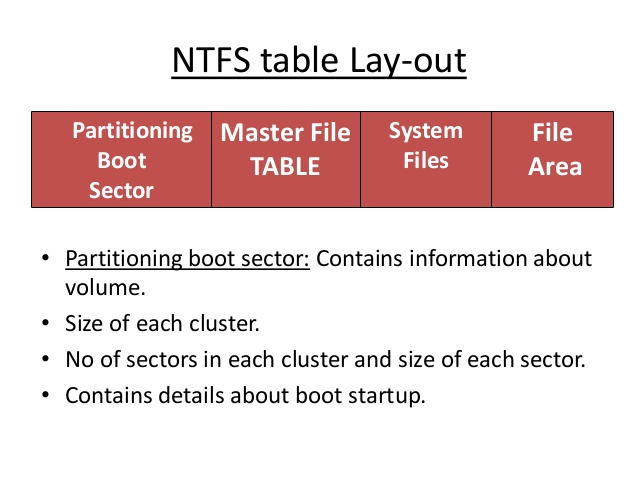 NTFS table Lay-out
Partitioning
Boot
Sector
Master File
TABLE
System
Files
File
Area
• Partitioning boot sector: Contains information about
volume.
• Size of each cluster.
• No of sectors in each cluster and size of each sector.
• Contains details about boot startup.